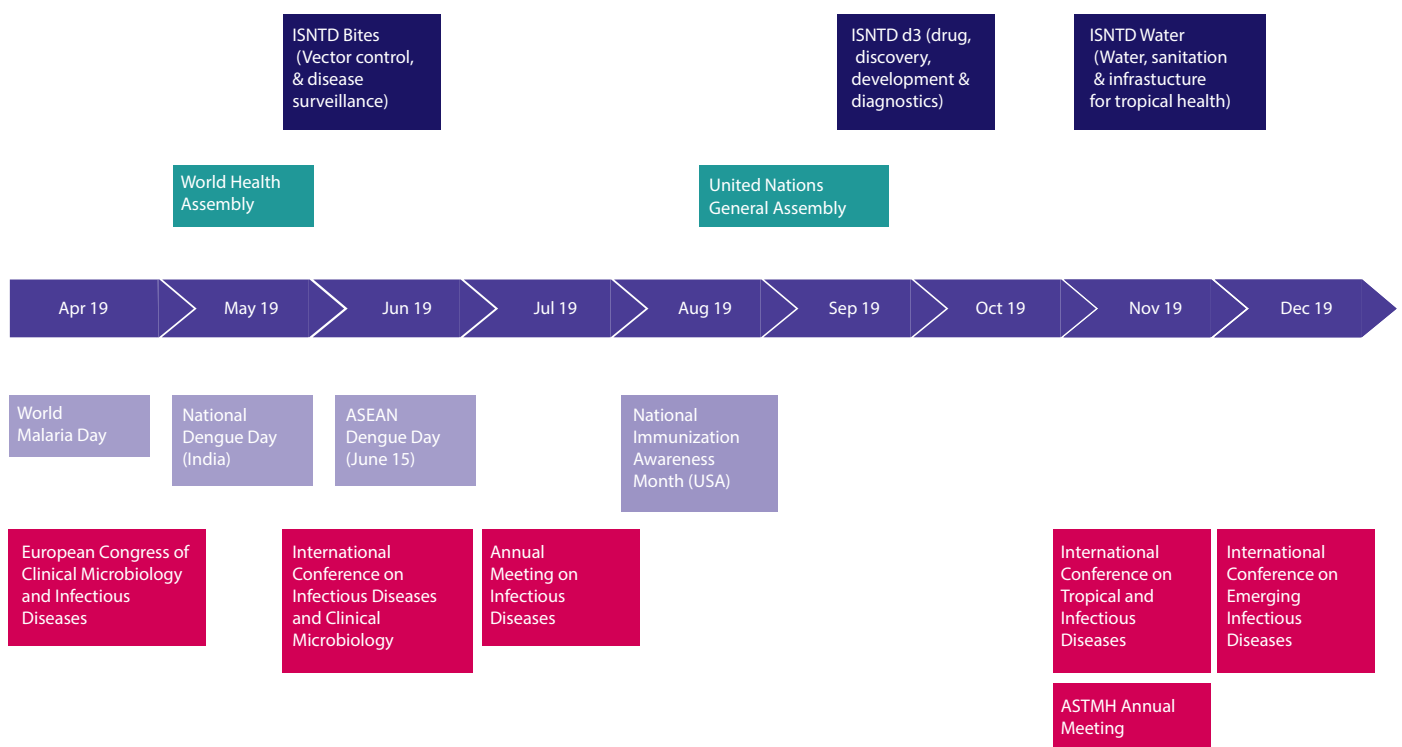 ISNTD Bites
(Vector control,
& disease
surveillance)
ISNTD d3 (drug,
discovery,
development &
diagnostics)
ISNTD Water
(Water, sanitation
& infrastucture
for tropical health)
World Health
Assembly
United Nations
General Assembly
Apr 19
May 19
Jun 19
Jul 19
Aug 19
Sep 19
Oct 19
Nov 19
Dec 19
World
Malaria Day
National
Dengue Day
(India)
ASEAN
Dengue Day
(June 15)
National
Immunization
Awareness
Month (USA)
European Congress of
Clinical Microbiology
and Infectious
Diseases
International
Conference on
Infectious Diseases
and Clinical
Microbiology
Annual
Meeting on
Infectious
Diseases
International
Conference on
Tropical and
Infectious
Diseases
International
Conference on
Emerging
Infectious
Diseases
ASTMH Annual
Meeting